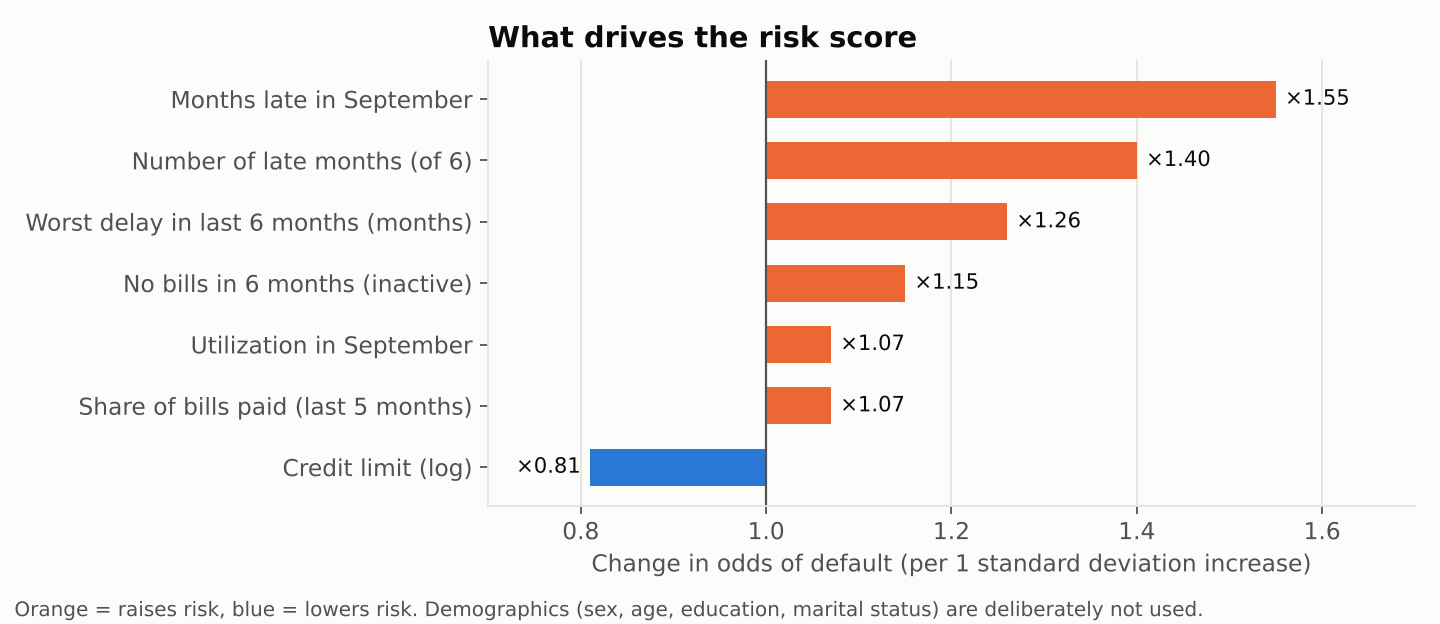 What drives the risk score
Months late in September
×1.55
Number of late months (of 6)
×1.40
Worst delay in last 6 months (months)
×1.26
No bills in 6 months (inactive)
×1.15
Utilization in September
×1.07
Share of bills paid (last 5 months)
×1.07
Credit limit (log)
×0.81
0.8 1.0 1.2 1.4 1.6
Change in odds of default (per 1 standard deviation increase)
Orange = raises risk, blue = lowers risk. Demographics (sex, age, education, marital status) are deliberately not used.